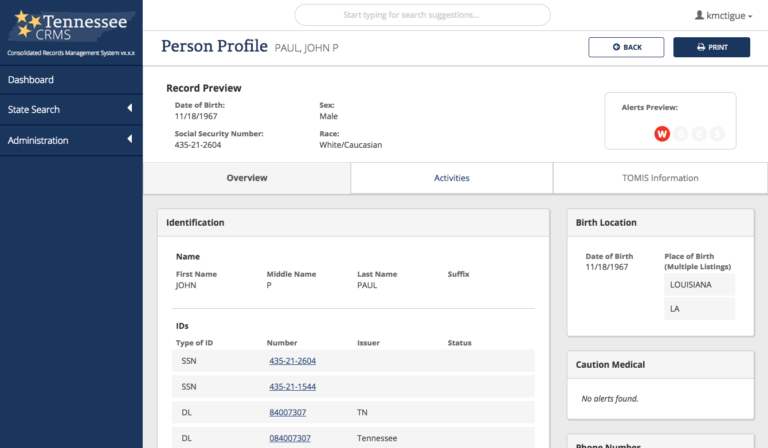 Tennessee
CRMS
Consolidated Records Management System vx.x.x
Start typing for search suggestions...
kmctigue
Dashboard
State Search
Administration
Person Profile PAUL, JOHN P
BACK
PRINT
Record Preview
Date of Birth: Sex:
11/18/1967 Male
Social Security Number: Race:
435-21-2604 White/Caucasian
Alerts Preview:
W
Overview Activities TOMIS Information
Identification
Name
First Name Middle Name Last Name Suffix
JOHN P PAUL
IDs
Type of ID Number Issuer Status
SSN 435-21-2604
SSN 435-21-1544
DL 84007307 TN
DL 084007307 Tennessee
Birth Location
Date of Birth Place of Birth
11/18/1967 (Multiple Listings)
LOUISIANA
LA
Caution Medical
No alerts found.
Phone Number